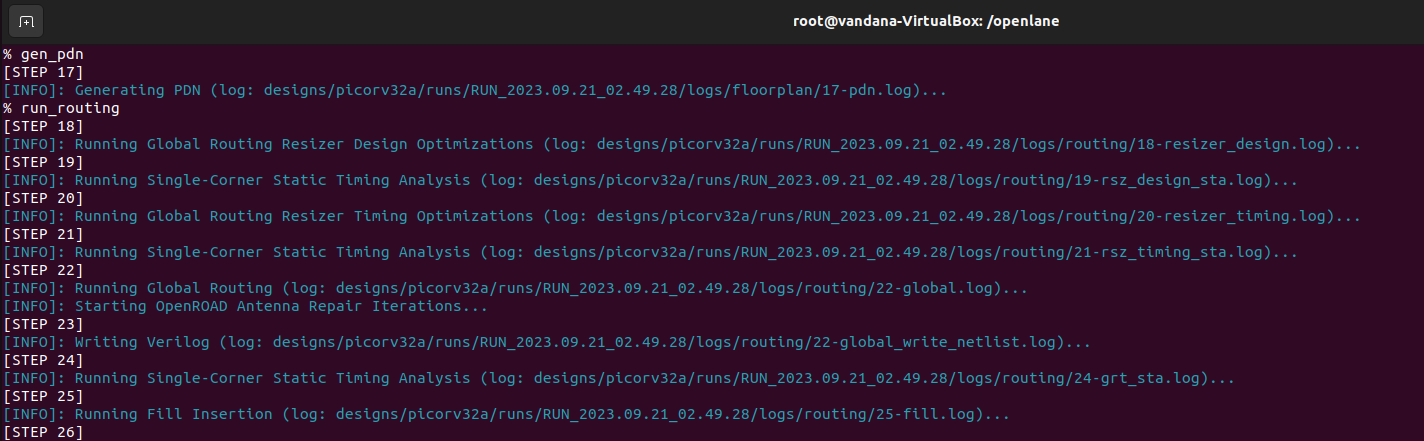 root@vandana-VirtualBox: /openlane
% gen_pdn
[STEP 17]
[INFO]: Generating PDN (log: designs/picorv32a/runs/RUN_2023.09.21_02.49.28/logs/floorplan/17-pdn.log)...
% run_routing
[STEP 18]
[INFO]: Running Global Routing Resizer Design Optimizations (log: designs/picorv32a/runs/RUN_2023.09.21_02.49.28/logs/routing/18-resizer_design.log)...
[STEP 19]
[INFO]: Running Single-Corner Static Timing Analysis (log: designs/picorv32a/runs/RUN_2023.09.21_02.49.28/logs/routing/19-rsz_design_sta.log)...
[STEP 20]
[INFO]: Running Global Routing Resizer Timing Optimizations (log: designs/picorv32a/runs/RUN_2023.09.21_02.49.28/logs/routing/20-resizer_timing.log)...
[STEP 21]
[INFO]: Running Single-Corner Static Timing Analysis (log: designs/picorv32a/runs/RUN_2023.09.21_02.49.28/logs/routing/21-rsz_timing_sta.log)...
[STEP 22]
[INFO]: Running Global Routing (log: designs/picorv32a/runs/RUN_2023.09.21_02.49.28/logs/routing/22-global.log)...
[INFO]: Starting OpenROAD Antenna Repair Iterations...
[STEP 23]
[INFO]: Writing Verilog (log: designs/picorv32a/runs/RUN_2023.09.21_02.49.28/logs/routing/22-global_write_netlist.log)...
[STEP 24]
[INFO]: Running Single-Corner Static Timing Analysis (log: designs/picorv32a/runs/RUN_2023.09.21_02.49.28/logs/routing/24-grt_sta.log)...
[STEP 25]
[INFO]: Running Fill Insertion (log: designs/picorv32a/runs/RUN_2023.09.21_02.49.28/logs/routing/25-fill.log)...
[STEP 26]